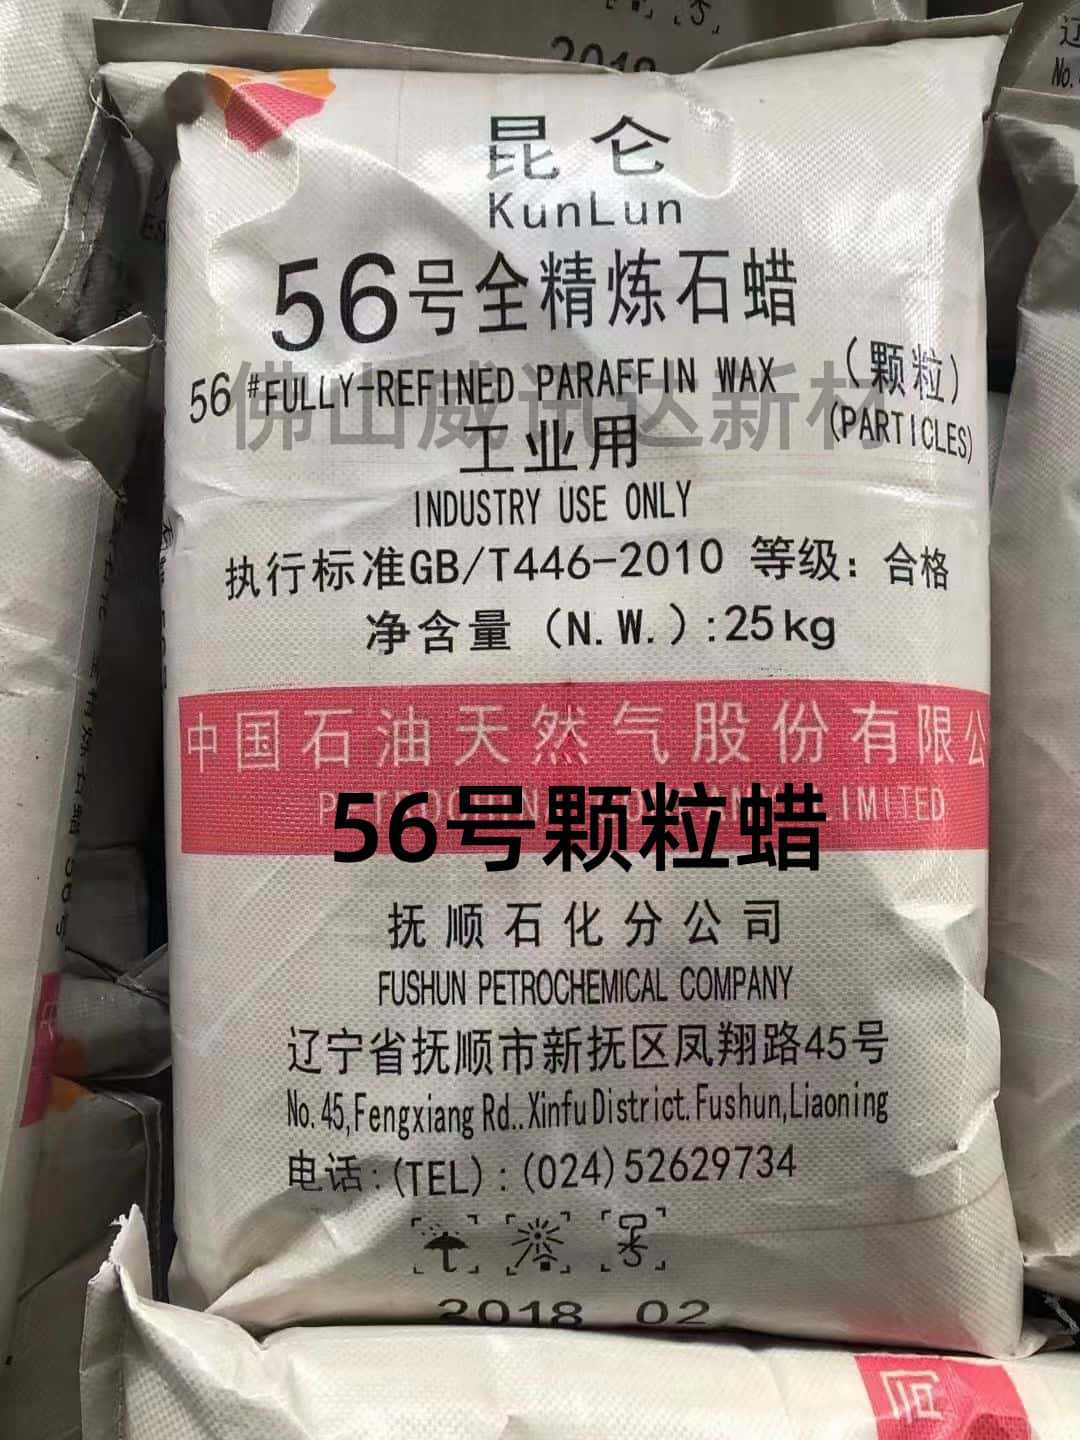 昆仑
KunLun
56号全精炼石蜡
56#FULLY-REFINED PARAFFIN WAX
(颗粒)
(PARTICLES)
佛山威讯达新材
工业用
INDUSTRY USE ONLY
执行标准GB/T446-2010 等级: 合格
净含量 (N.W.):25kg
中国石油天然气股份有限公
LIMITED
56号颗粒蜡
抚顺石化分公司
FUSHUN PETROCHEMICAL COMPANY
辽宁省抚顺市新抚区凤翔路45号
No.45,Fengxiang Rd..Xinfu District.Fushun,Liaoning
电话:(TEL):(024)52629734
2018 02
司